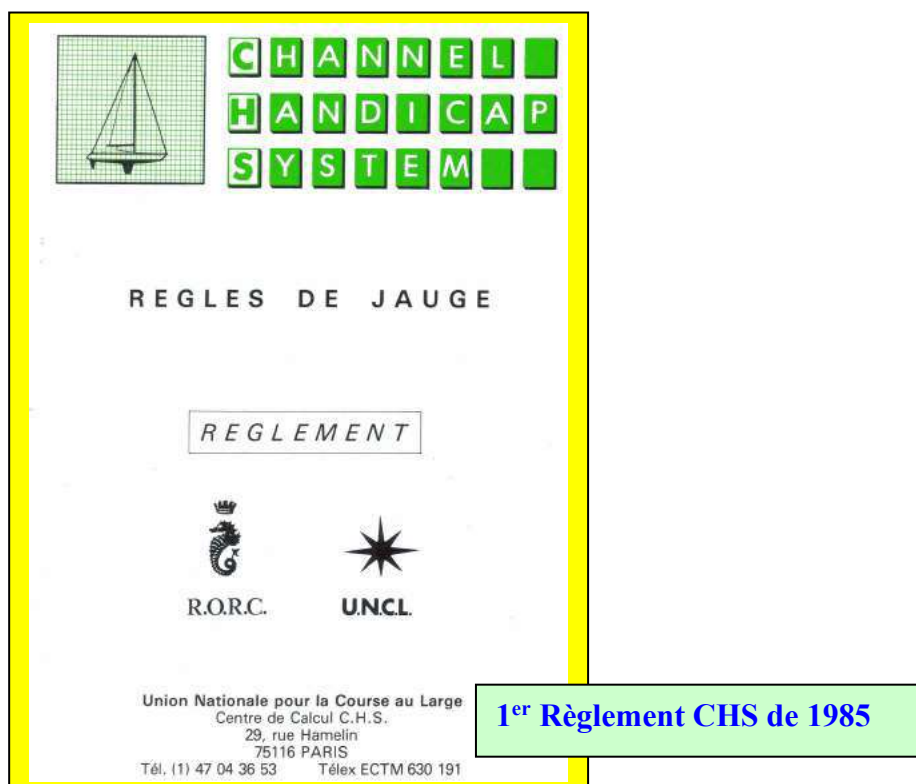 CHANNEL
HANDICAP
SYSTEM
REGLES DE JAUGE
REGLEMENT
R.O.R.C.
U.N.C.L.
Union Nationale pour la Course au Large
Centre de Calcul C.H.S.
29, rue Hamelin
75116 PARIS
Tél. (1) 47 04 36 53 Télex ECTM 630 191
1er Règlement CHS de 1985